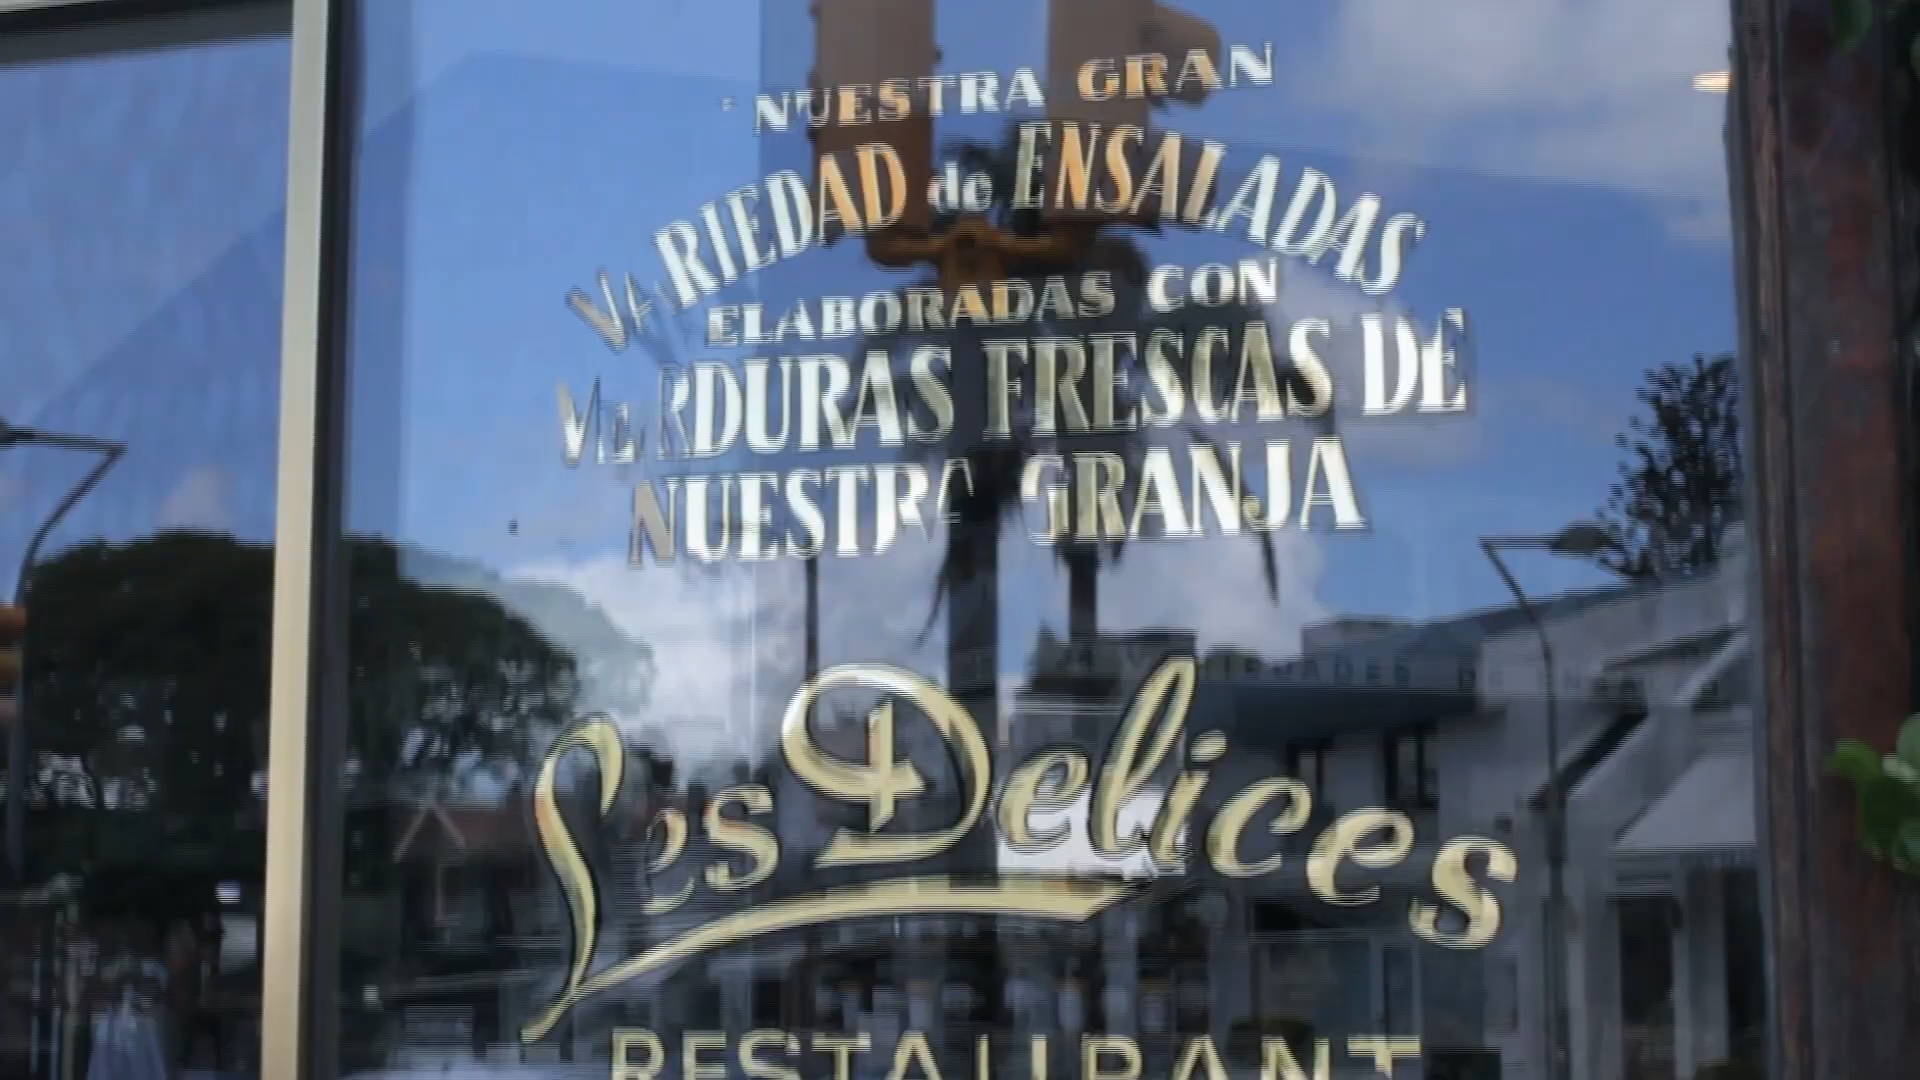 NUESTRA GRAN
VARIEDAD de ENSALADAS
ELABORADAS CON
VERDURAS FRESCAS DE
NUESTRA GRANJA
Les Delices
RESTAURANT